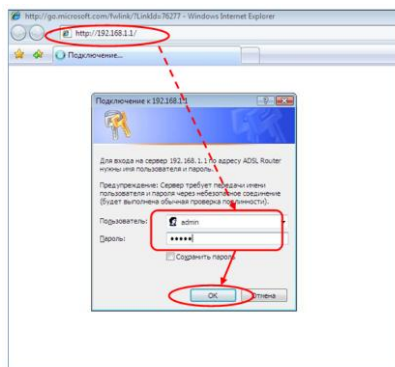 http://go.microsoft.com/fwlink/?LinkId=76277 - Windows Internet Explorer
http://192.168.1.1/
Подключение...
Подключение к 192.168.1.1
Для входа на сервер 192.168.1.1 по адресу ADSL Router
нужны имя пользователя и пароль.
Предупреждение: Сервер требует передачи имени
пользователя и пароля через небезопасное соединение
(будет выполнена обычная проверка подлинности).
Пользователь:
admin
Пароль:
•••••
Сохранить пароль
ОК
Отмена